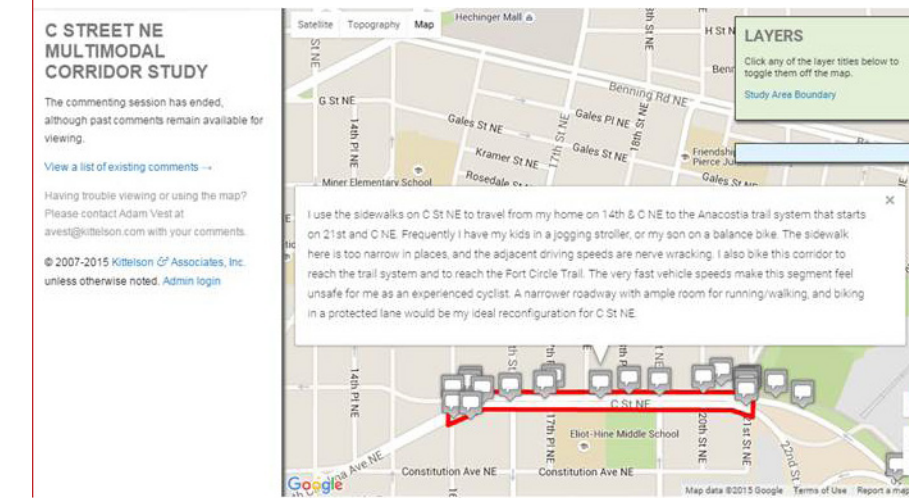 C STREET NE
MULTIMODAL
CORRIDOR STUDY
The commenting session has ended,
although past comments remain available for
viewing.
View a list of existing comments →
Having trouble viewing or using the map?
Please contact Adam Vest at
avest@kittelson.com with your comments.
© 2007-2015 Kittelson & Associates, Inc.
unless otherwise noted. Admin login
Satellite Topography Map
Hechinger Mall
H St N
LAYERS
Click any of the layer titles below to
toggle them off the map.
Study Area Boundary
St NE
Benn
Benning Rd NE
G St NE
14th Pl NE
Gales St NE
Gales Pl NE
17th St NE
18th St NE
Kramer St NE
Gales St NE
Friendship
Pierce Ju
Miner Elementary School
Rosedale
Gales St NE
×
I use the sidewalks on C St NE to travel from my home on 14th & C NE to the Anacostia trail system that starts
on 21st and C NE. Frequently I have my kids in a jogging stroller, or my son on a balance bike. The sidewalk
here is too narrow in places, and the adjacent driving speeds are nerve wracking. I also bike this corridor to
reach the trail system and to reach the Fort Circle Trail. The very fast vehicle speeds make this segment feel
unsafe for me as an experienced cyclist. A narrower roadway with ample room for running/walking, and biking
in a protected lane would be my ideal reconfiguration for C St NE.
14th Pl NE
C St NE
17th Pl NE
Eliot-Hine Middle School
20th St NE
21st St NE
22nd St
Constitution Ave NE
Constitution Ave NE
Google
Map data ©2015 Google Terms of Use Report a map